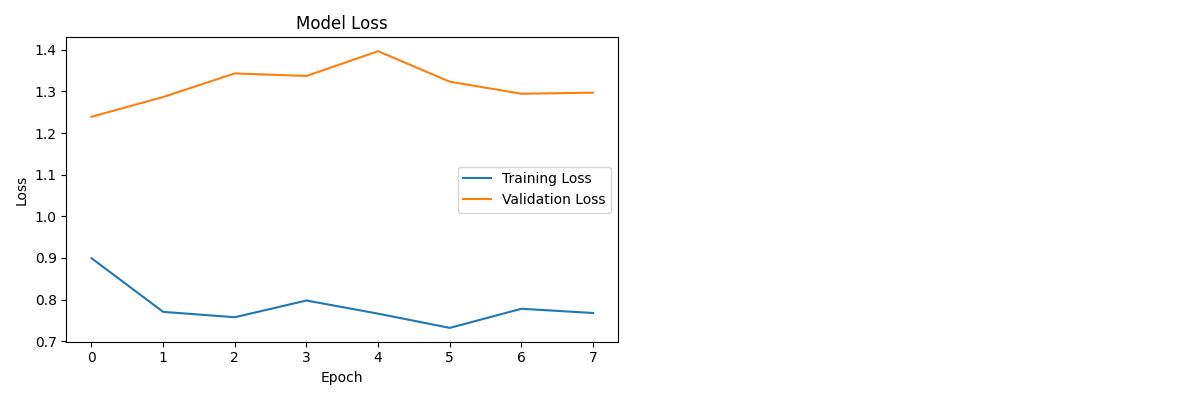 Model Loss
1.4
1.3
1.2
1.1
1.0
0.9
0.8
0.7
Loss
Training Loss
Validation Loss
0 1 2 3 4 5 6 7
Epoch